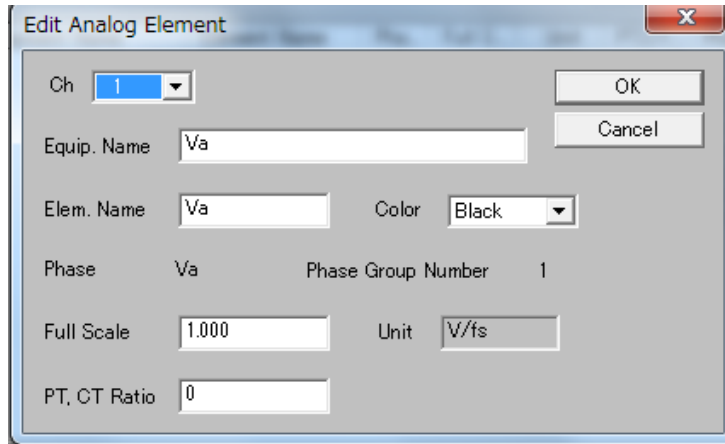 Edit Analog Element
Ch 1
OK
Cancel
Equip. Name Va
Elem. Name Va Color Black
Phase Va Phase Group Number 1
Full Scale 1.000 Unit V/fs
PT, CT Ratio 0